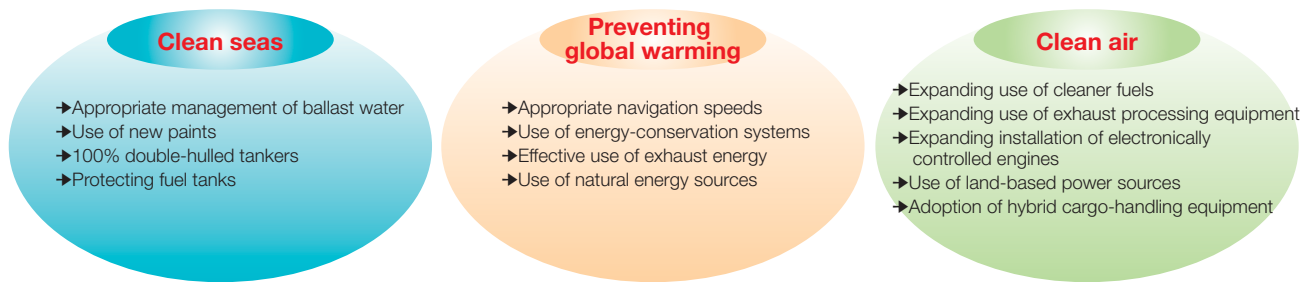 Clean seas
➔Appropriate management of ballast water
➔Use of new paints
➔100% double-hulled tankers
➔Protecting fuel tanks
Preventing
global warming
➔Appropriate navigation speeds
➔Use of energy-conservation systems
➔Effective use of exhaust energy
➔Use of natural energy sources
Clean air
➔Expanding use of cleaner fuels
➔Expanding use of exhaust processing equipment
➔Expanding installation of electronically
controlled engines
➔Use of land-based power sources
➔Adoption of hybrid cargo-handling equipment